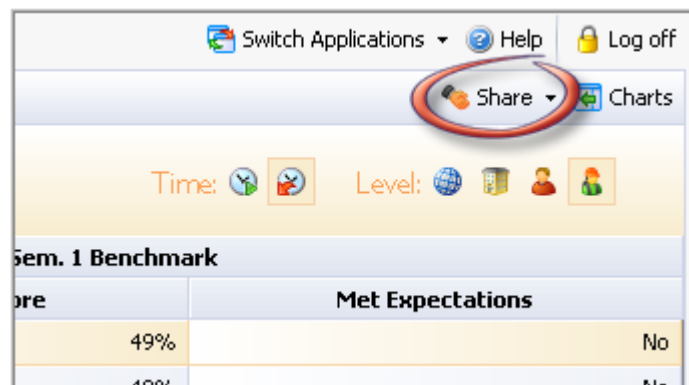 Switch Applications Help Log off
Share Charts
Time: Level:
Sem. 1 Benchmark
ore Met Expectations
49% No